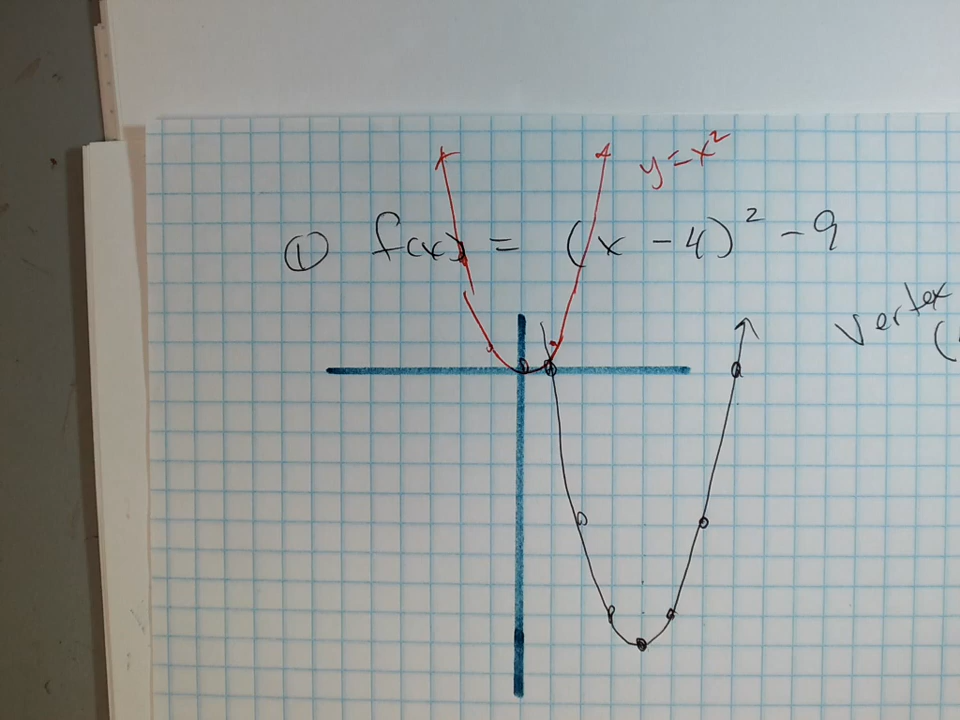 y = x²
① f(x) = (x - 4)² - 9
Vertex
(